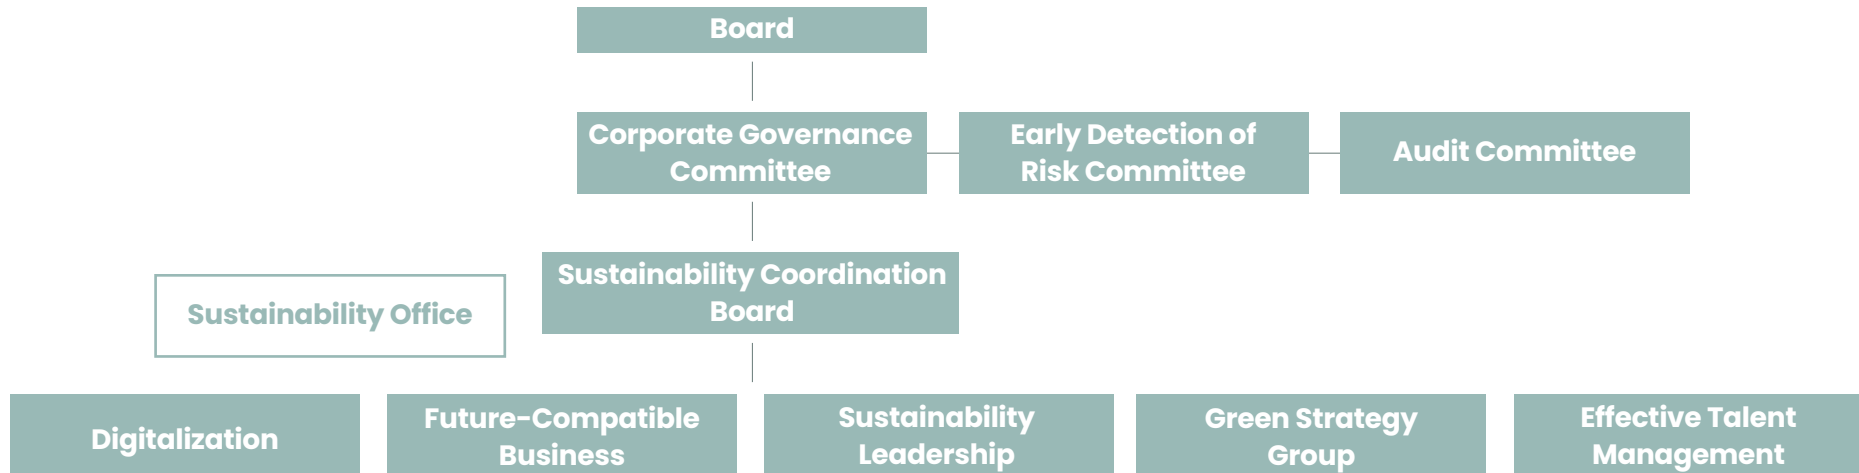 Board
Corporate Governance
Committee
Early Detection of
Risk Committee
Audit Committee
Sustainability Coordination
Board
Sustainability Office
Digitalization
Future-Compatible
Business
Sustainability
Leadership
Green Strategy
Group
Effective Talent
Management